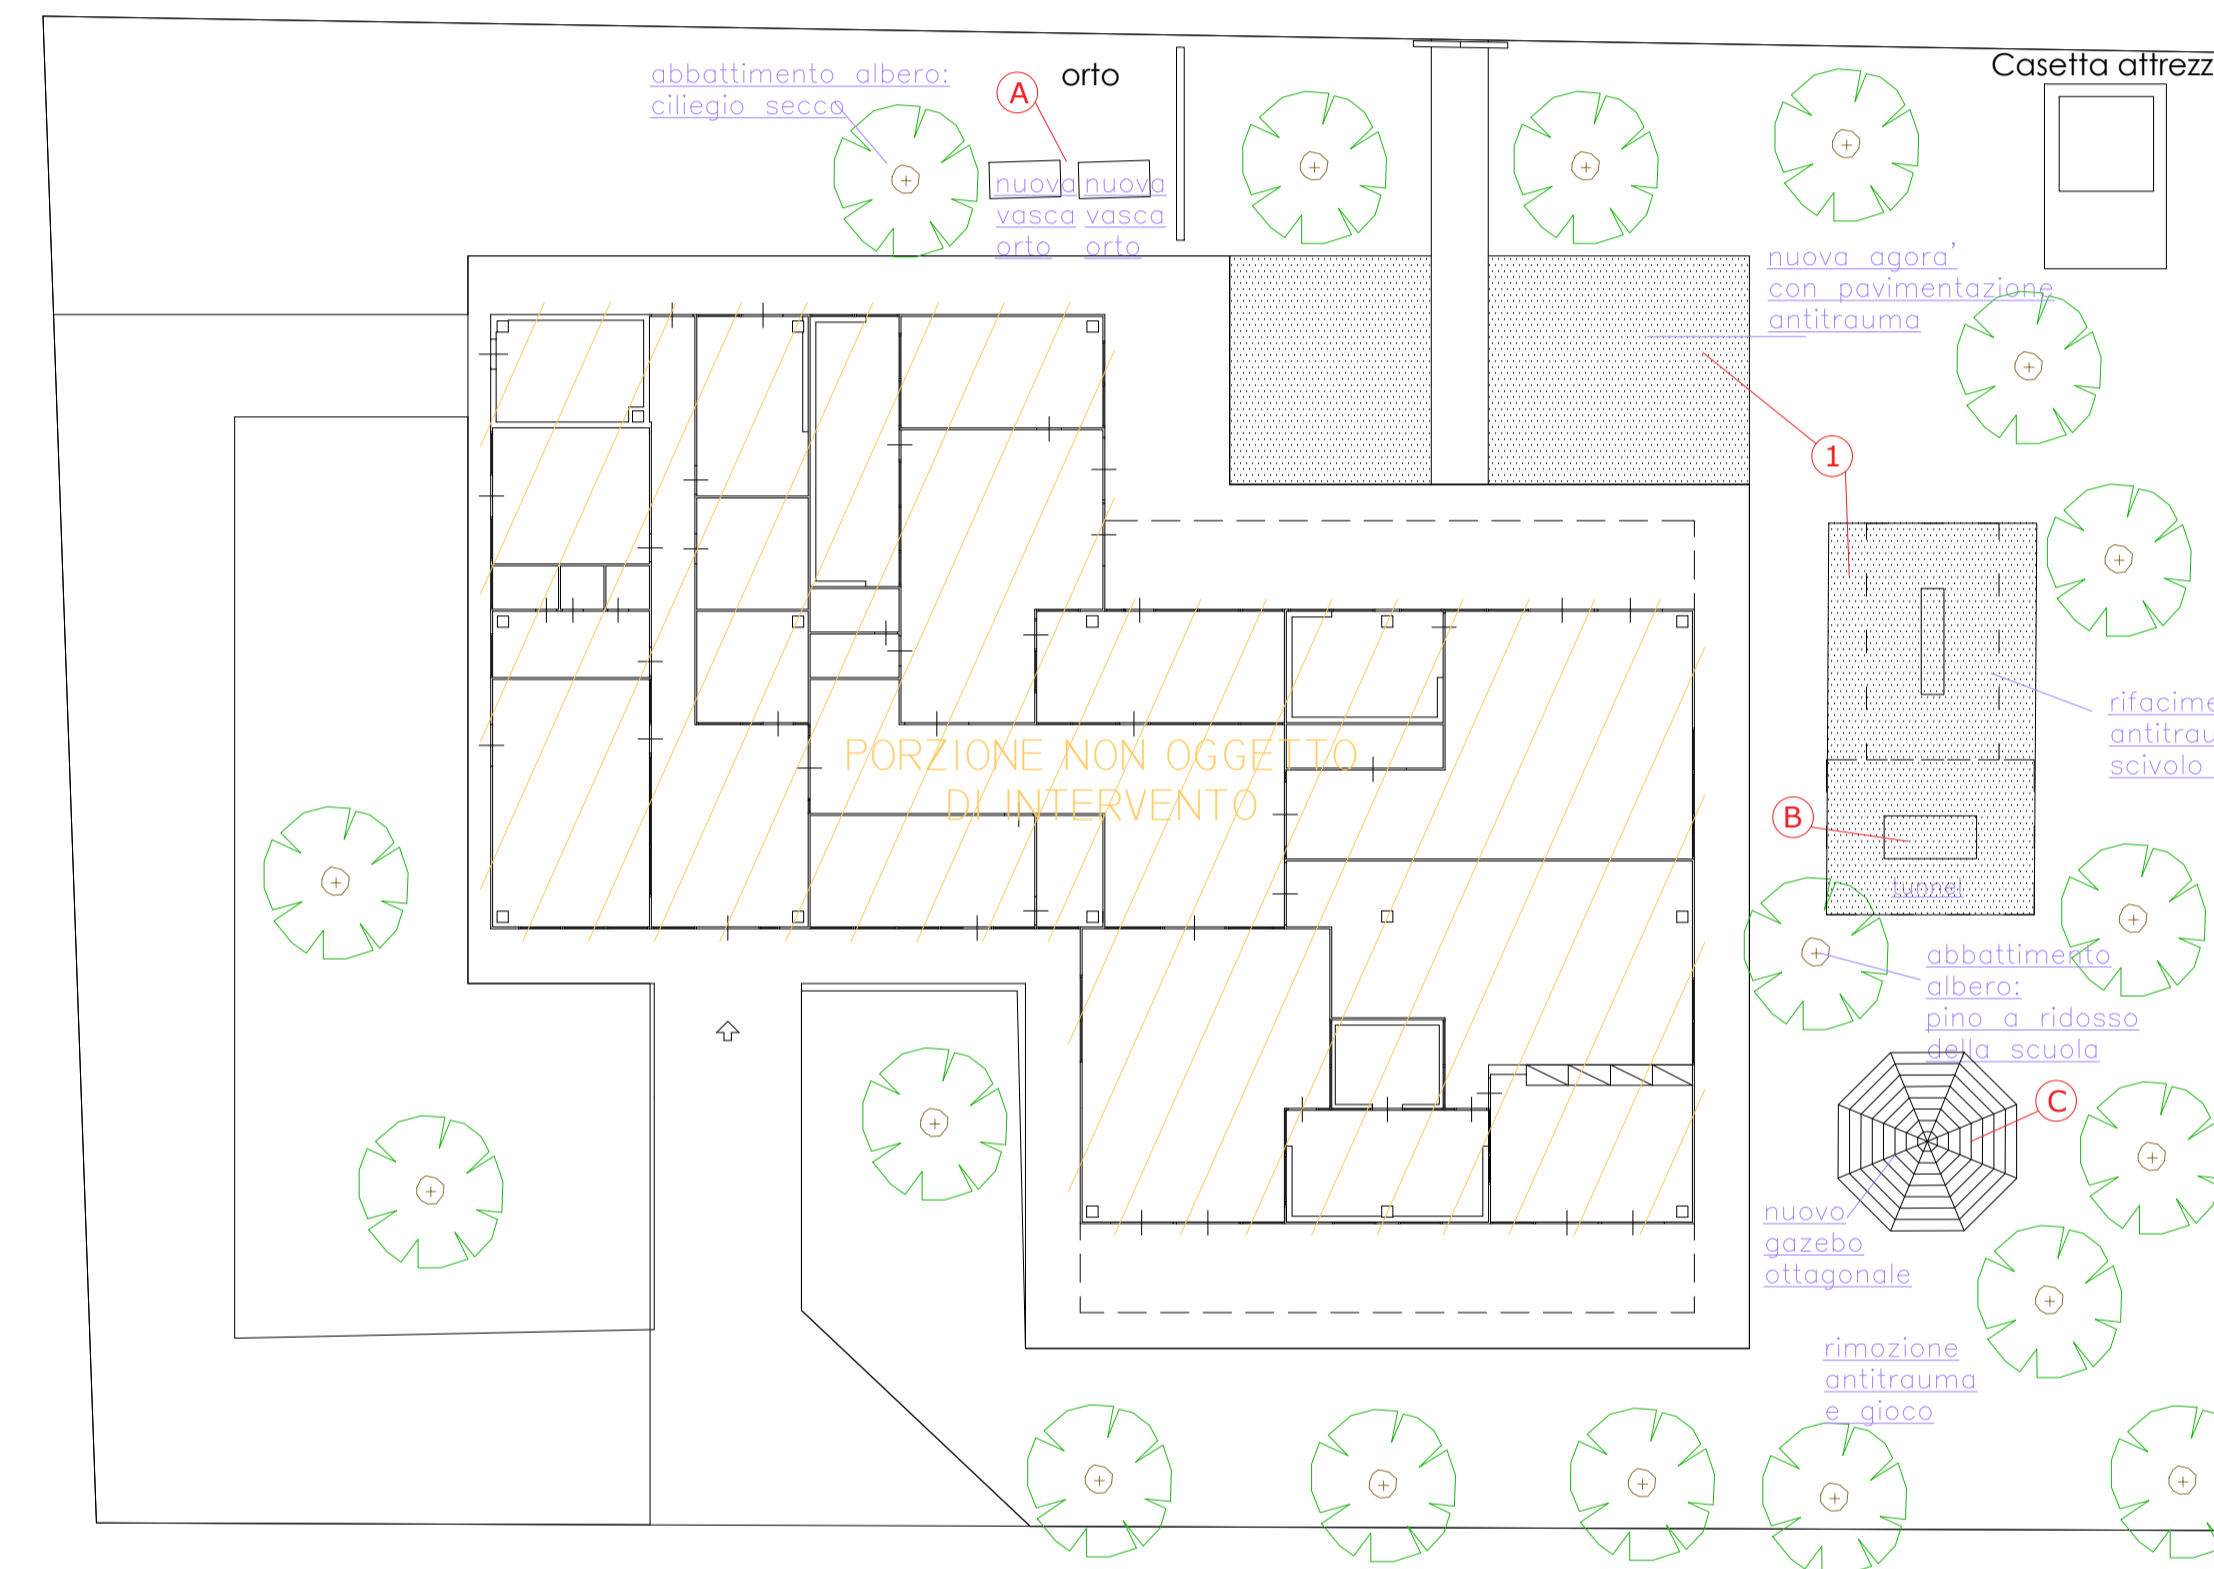 abbattimento albero:
ciliegio secco
A
orto
nuova
vasca
orto
nuova
vasca
orto
Casetta attrezz
nuova agora'
con pavimentazione
antitrauma
1
rifacime
antitrau
scivolo
PORZIONE NON OGGETTO
DI INTERVENTO
B
tunnel
abbattimento
albero:
pino a ridosso
della scuola
C
nuovo
gazebo
ottagonale
rimozione
antitrauma
e gioco